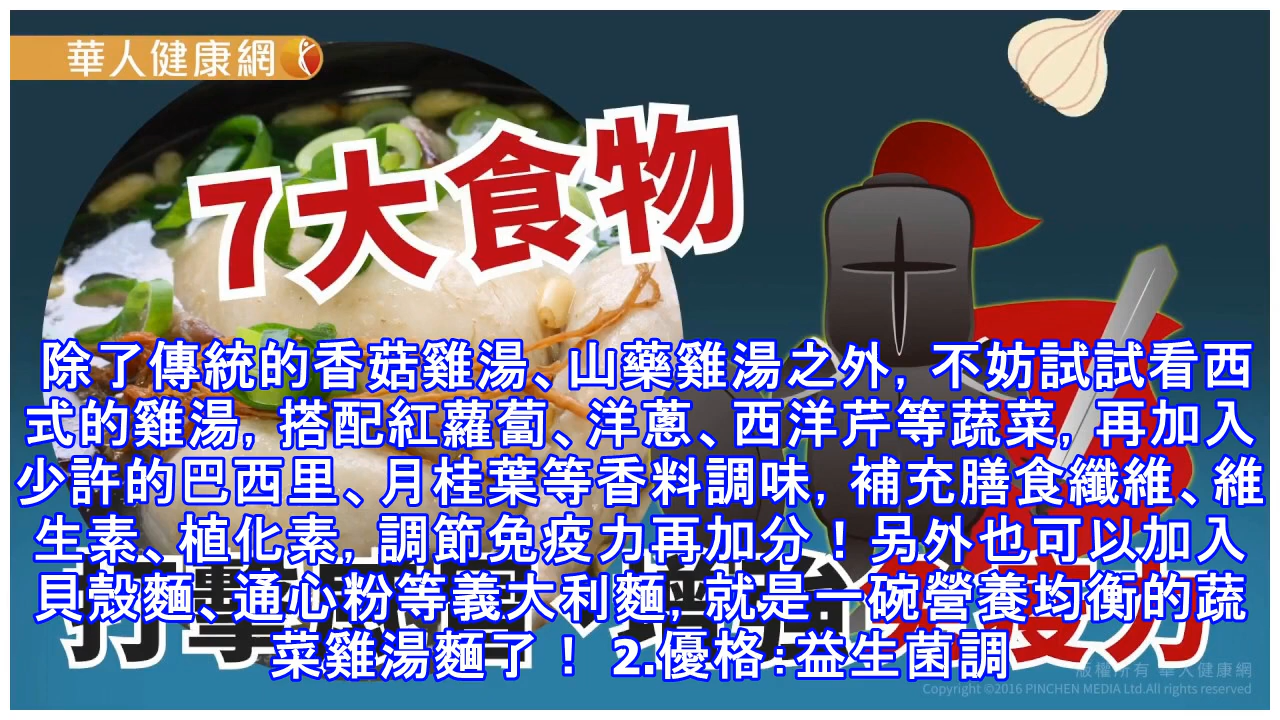 華人健康網
7大食物
除了傳統的香菇雞湯、山藥雞湯之外, 不妨試試看西
式的雞湯, 搭配紅蘿蔔、洋蔥、西洋芹等蔬菜, 再加入
少許的巴西里、月桂葉等香料調味, 補充膳食纖維、維
生素、植化素, 調節免疫力再加分！另外也可以加入
貝殼麵、通心粉等義大利麵, 就是一碗營養均衡的蔬
菜雞湯麵了！ 2.優格:益生菌調
打擊 增強免疫力
版權所有 華人健康網
Copyright ©2016 PINCHEN MEDIA Ltd.All rights reserved